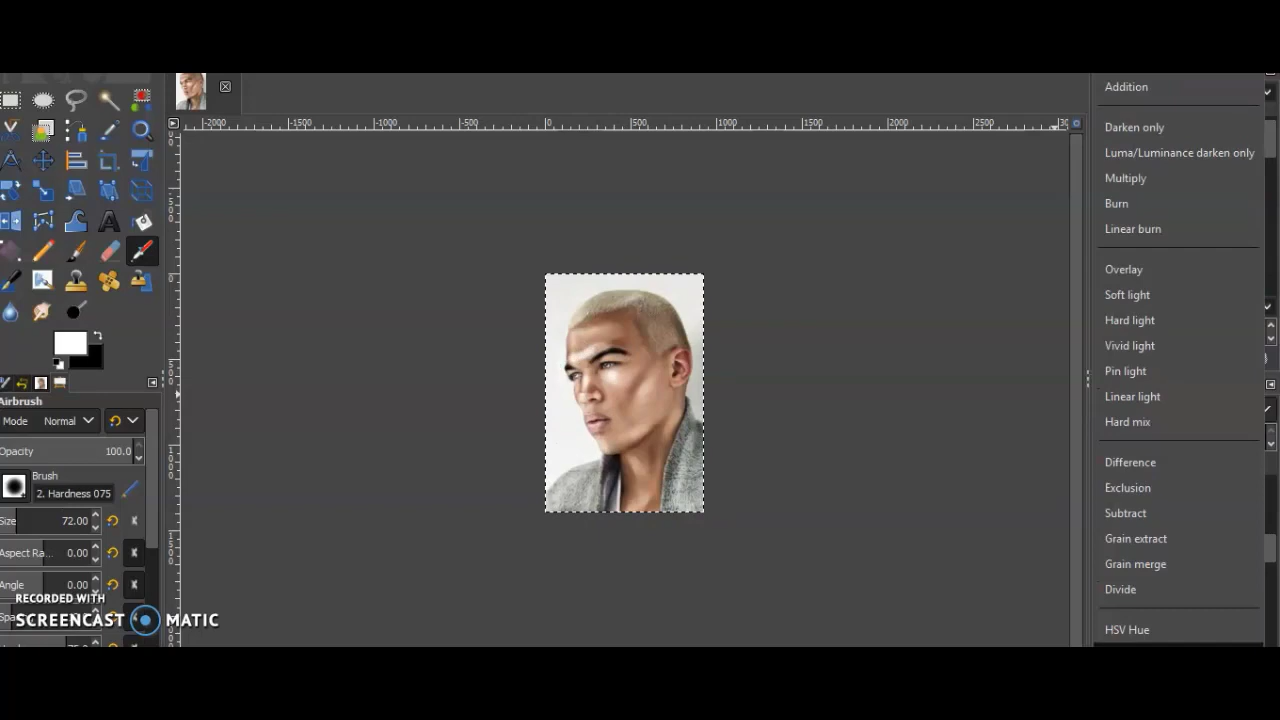 Addition
-2000 -1500 -1000 -500 0 500 1000 1500 2000 2500
Darken only
Luma/Luminance darken only
Multiply
Burn
Linear burn
Overlay
Soft light
Hard light
Vivid light
Pin light
Linear light
Hard mix
Difference
Exclusion
Subtract
Grain extract
Grain merge
Divide
HSV Hue
Airbrush
Mode Normal
Opacity 100.0
Brush
2. Hardness 075
Size 72.00
Aspect Ra... 0.00
Angle 0.00
RECORDED WITH
SCREENCAST MATIC